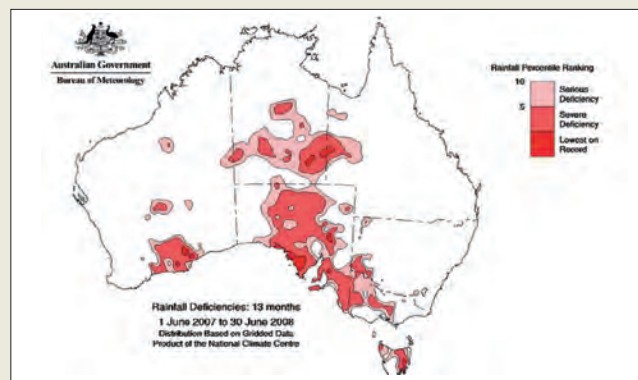 Australian Government
Bureau of Meteorology
Rainfall Percentile Ranking
10
Serious
Deficiency
5
Severe
Deficiency
Lowest on
Record
Rainfall Deficiencies: 13 months
1 June 2007 to 30 June 2008
Distribution Based on Gridded Data
Product of the National Climate Centre